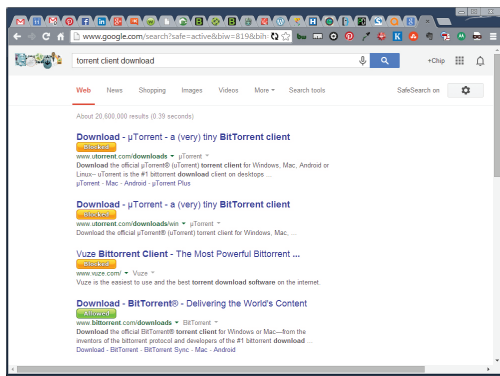 www.google.com/search?safe=active&biw=819&bih=
torrent client download
+Chip
Web News Shopping Images Videos More Search tools SafeSearch on
About 20,600,000 results (0.39 seconds)
Download - µTorrent - a (very) tiny BitTorrent client
Blocked!
www.utorrent.com/downloads µTorrent
Download the official µTorrent® (uTorrent) torrent client for Windows, Mac, Android or
Linux-- uTorrent is the #1 bittorrent download client on desktops ...
µTorrent - Mac - Android - µTorrent Plus
Download - µTorrent - a (very) tiny BitTorrent client
Blocked!
www.utorrent.com/downloads/win µTorrent
Download the official µTorrent® (uTorrent) torrent client for Windows, Mac, ...
Vuze Bittorrent Client - The Most Powerful Bittorrent ...
Blocked!
www.vuze.com/ Vuze
Vuze is the easiest to use and the best torrent download software on the internet.
Download - BitTorrent® - Delivering the World's Content
Allowed!
www.bittorrent.com/downloads BitTorrent
Download the official BitTorrent® torrent client for Windows or Mac—from the
inventors of the bittorrent protocol and developers of the #1 bittorrent download ...
Download - BitTorrent - BitTorrent Sync - Mac - Android